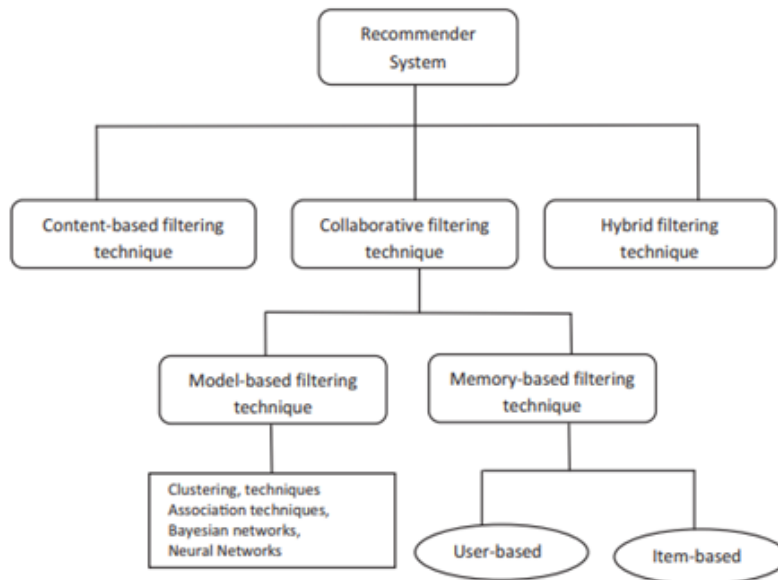 Recommender
System
Content-based filtering
technique
Collaborative filtering
technique
Hybrid filtering
technique
Model-based filtering
technique
Memory-based filtering
technique
Clustering, techniques
Association techniques,
Bayesian networks,
Neural Networks
User-based
Item-based